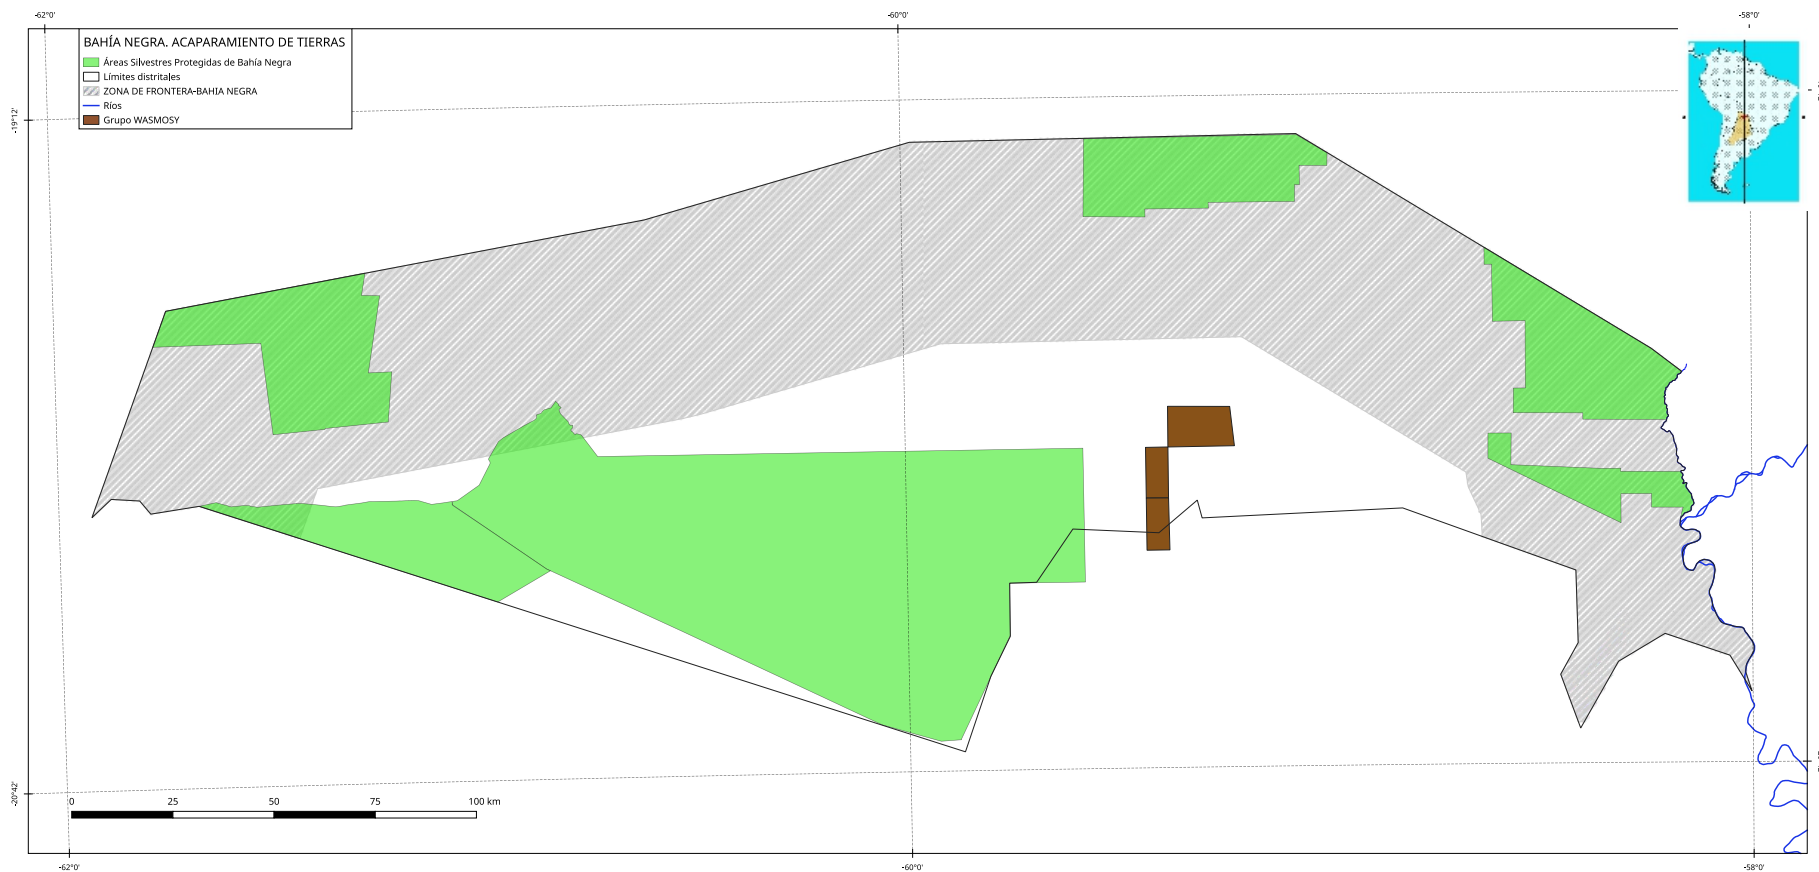 -62°0'
-60°0'
-58°0'
BAHÍA NEGRA. ACAPARAMIENTO DE TIERRAS
Áreas Silvestres Protegidas de Bahía Negra
Límites distritales
ZONA DE FRONTERA-BAHIA NEGRA
Ríos
Grupo WASMOSY
-19°12'
-20°42'
0
25
50
75
100 km
-62°0'
-60°0'
-58°0'